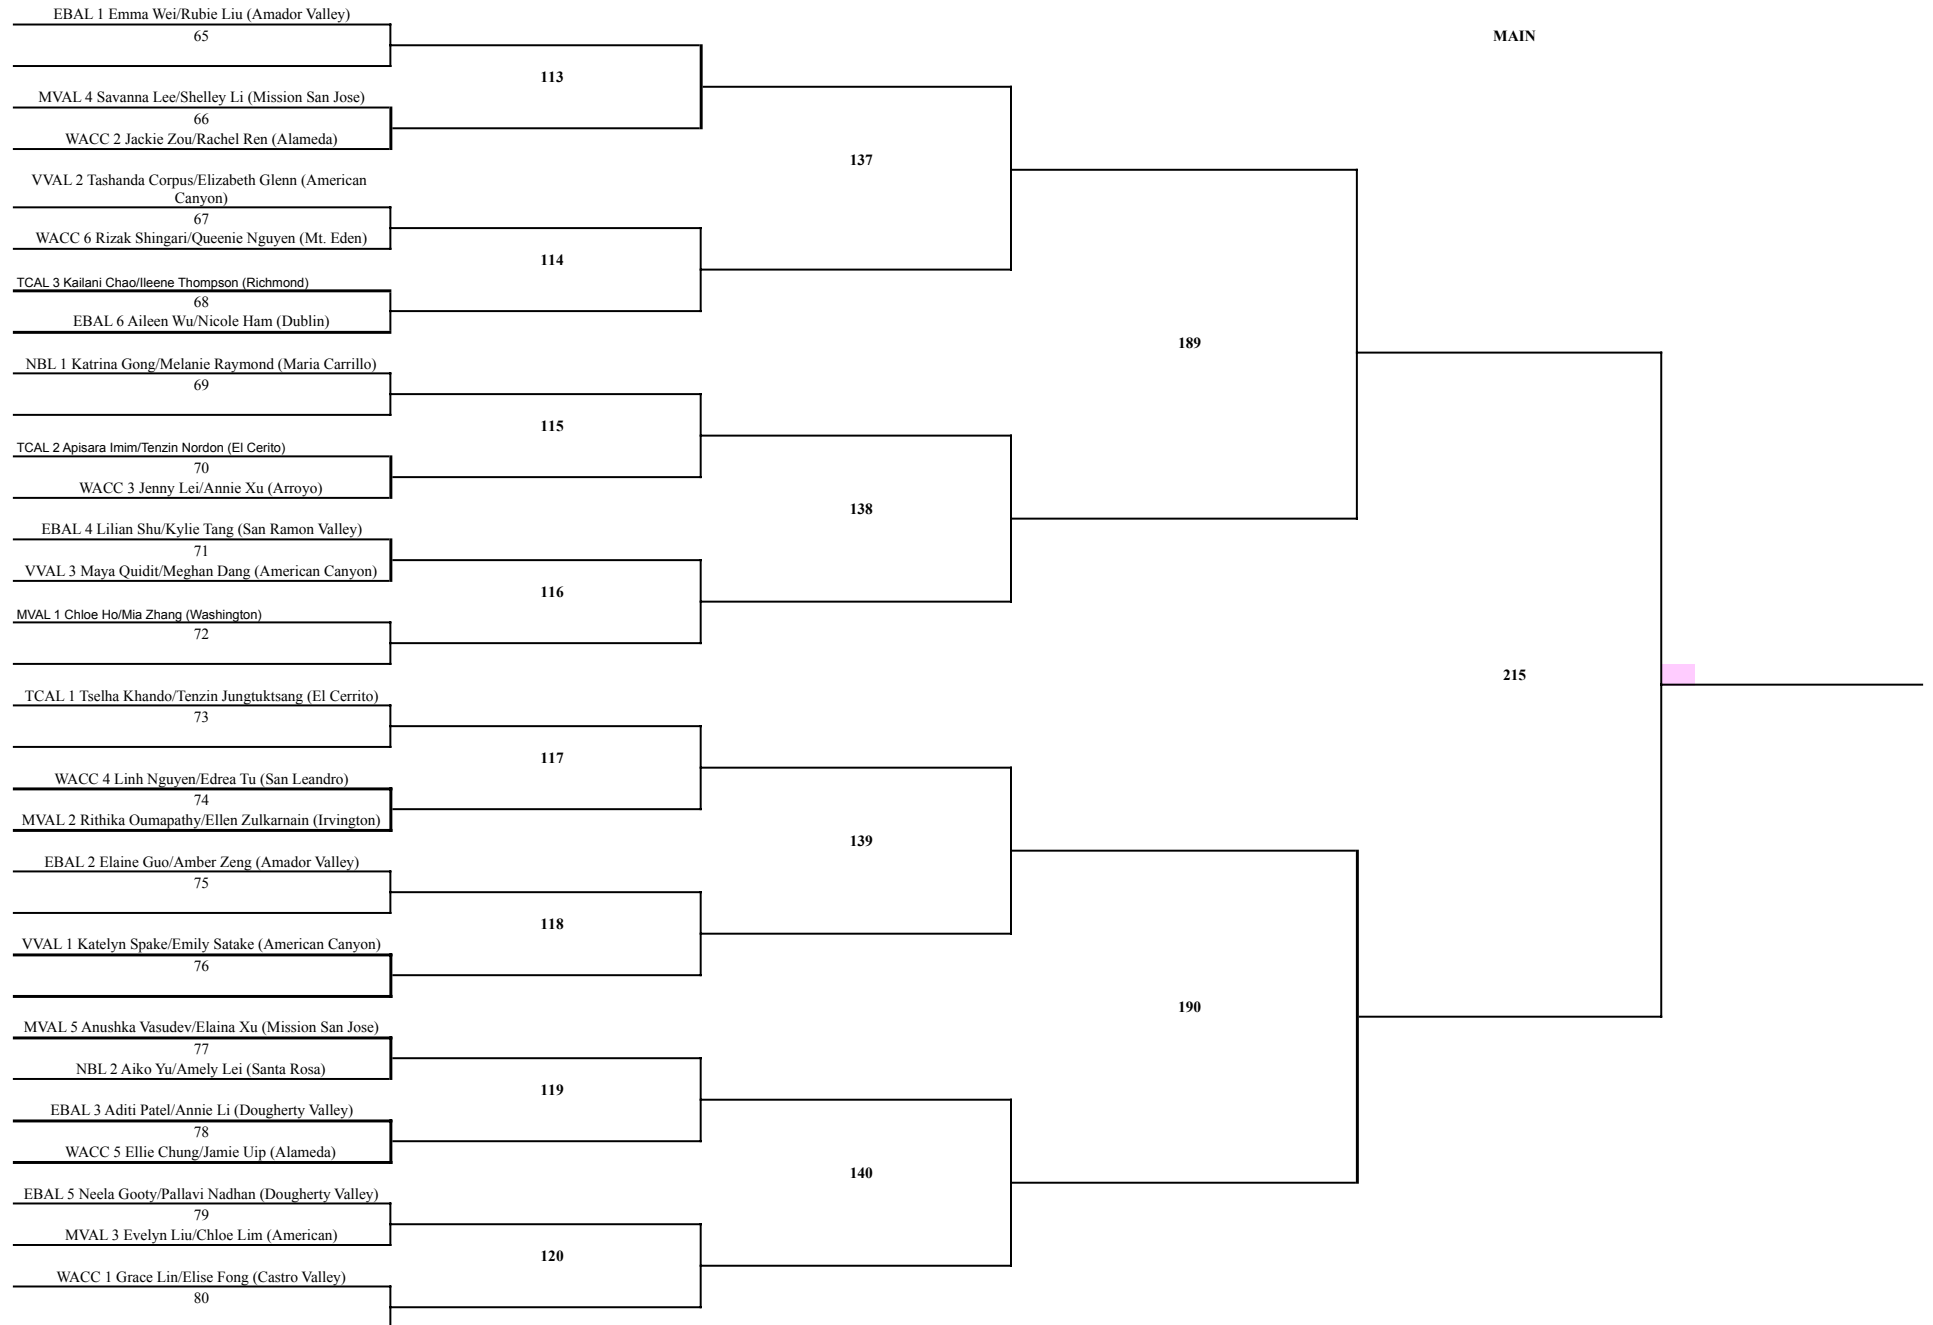 EBAL 1 Emma Wei/Rubie Liu (Amador Valley)
65
MAIN
113
MVAL 4 Savanna Lee/Shelley Li (Mission San Jose)
66
WACC 2 Jackie Zou/Rachel Ren (Alameda)
137
VVAL 2 Tashanda Corpus/Elizabeth Glenn (American
Canyon)
67
WACC 6 Rizak Shingari/Queenie Nguyen (Mt. Eden)
114
TCAL 3 Kailani Chao/Ileene Thompson (Richmond)
68
EBAL 6 Aileen Wu/Nicole Ham (Dublin)
189
NBL 1 Katrina Gong/Melanie Raymond (Maria Carrillo)
69
115
TCAL 2 Apisara Imim/Tenzin Nordon (El Cerito)
70
WACC 3 Jenny Lei/Annie Xu (Arroyo)
138
EBAL 4 Lilian Shu/Kylie Tang (San Ramon Valley)
71
VVAL 3 Maya Quidit/Meghan Dang (American Canyon)
116
MVAL 1 Chloe Ho/Mia Zhang (Washington)
72
215
TCAL 1 Tselha Khando/Tenzin Jungtuktsang (El Cerrito)
73
117
WACC 4 Linh Nguyen/Edrea Tu (San Leandro)
74
MVAL 2 Rithika Oumapathy/Ellen Zulkarnain (Irvington)
139
EBAL 2 Elaine Guo/Amber Zeng (Amador Valley)
75
118
VVAL 1 Katelyn Spake/Emily Satake (American Canyon)
76
190
MVAL 5 Anushka Vasudev/Elaina Xu (Mission San Jose)
77
NBL 2 Aiko Yu/Amely Lei (Santa Rosa)
119
EBAL 3 Aditi Patel/Annie Li (Dougherty Valley)
78
WACC 5 Ellie Chung/Jamie Uip (Alameda)
140
EBAL 5 Neela Gooty/Pallavi Nadhan (Dougherty Valley)
79
MVAL 3 Evelyn Liu/Chloe Lim (American)
120
WACC 1 Grace Lin/Elise Fong (Castro Valley)
80